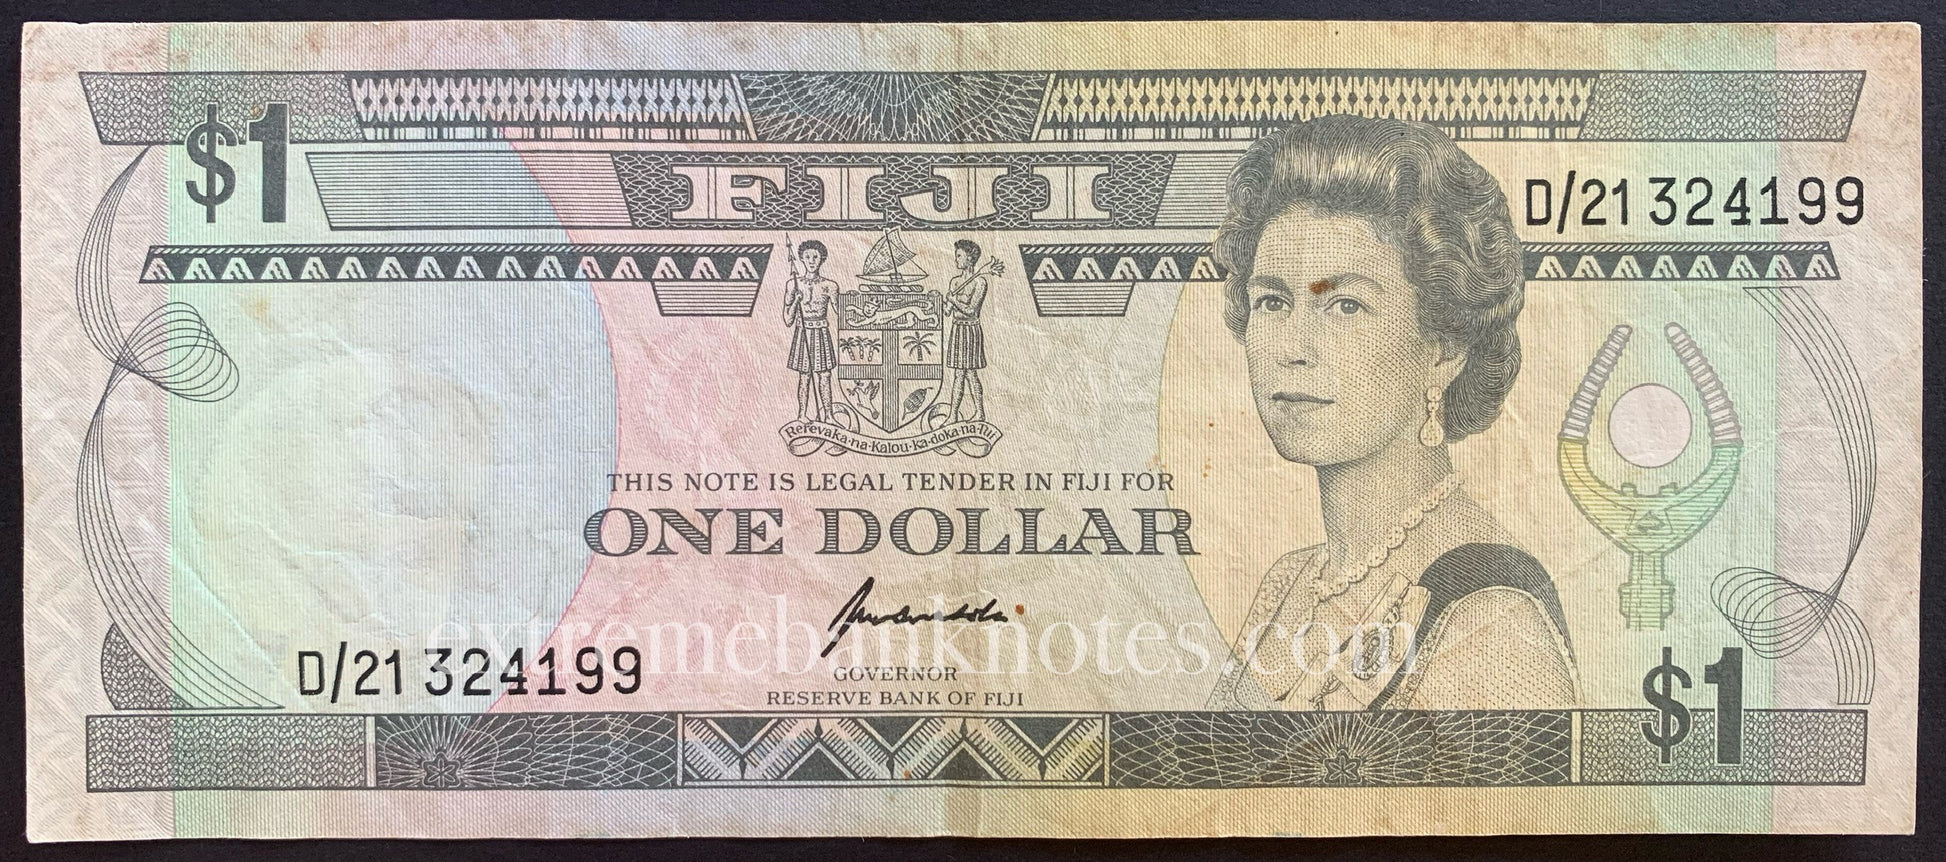 $1
FIJI
D/21 324199
Rerevaka-na-Kalou-ka-doka-na-Tui
THIS NOTE IS LEGAL TENDER IN FIJI FOR
ONE DOLLAR
extremebanknotes.com
D/21 324199
GOVERNOR
RESERVE BANK OF FIJI
$1